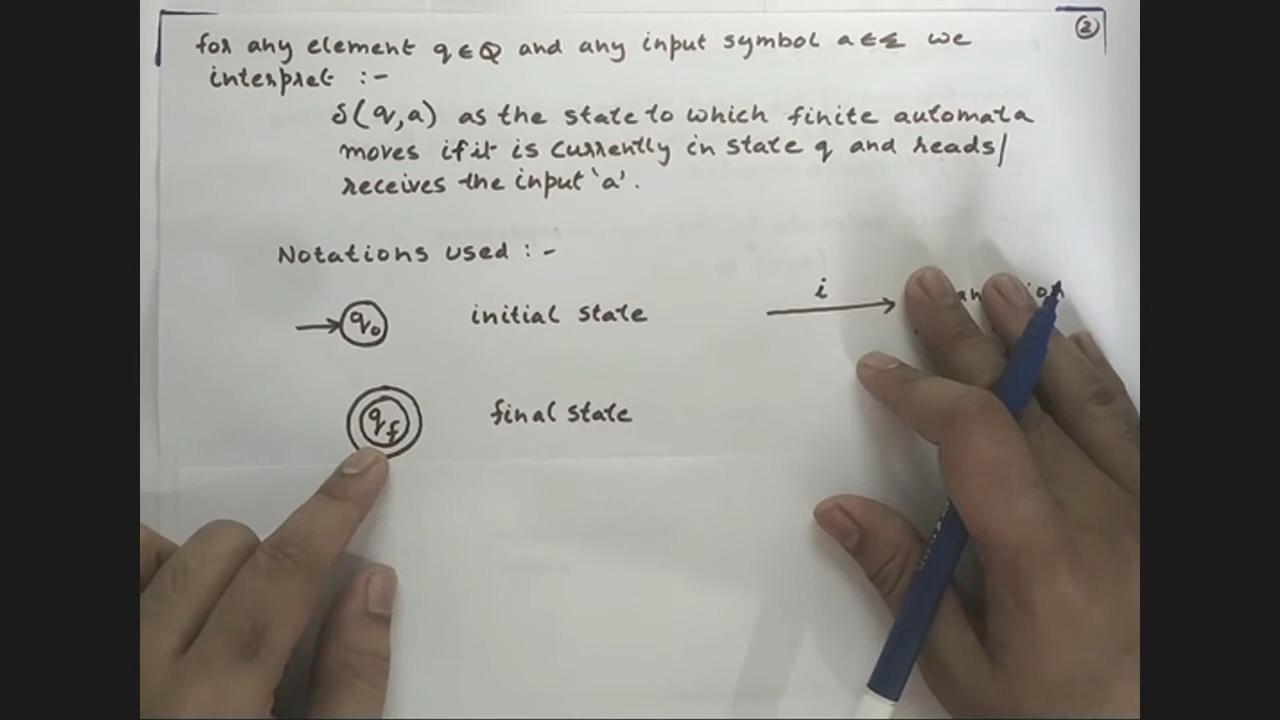 ②
for any element q ∈ Q and any input symbol a ∈ Σ we
interpret :-
δ(q,a) as the state to which finite automata
moves if it is currently in state q and reads/
receives the input 'a'.
Notations used :-
q₀ initial state
i
q_f final state